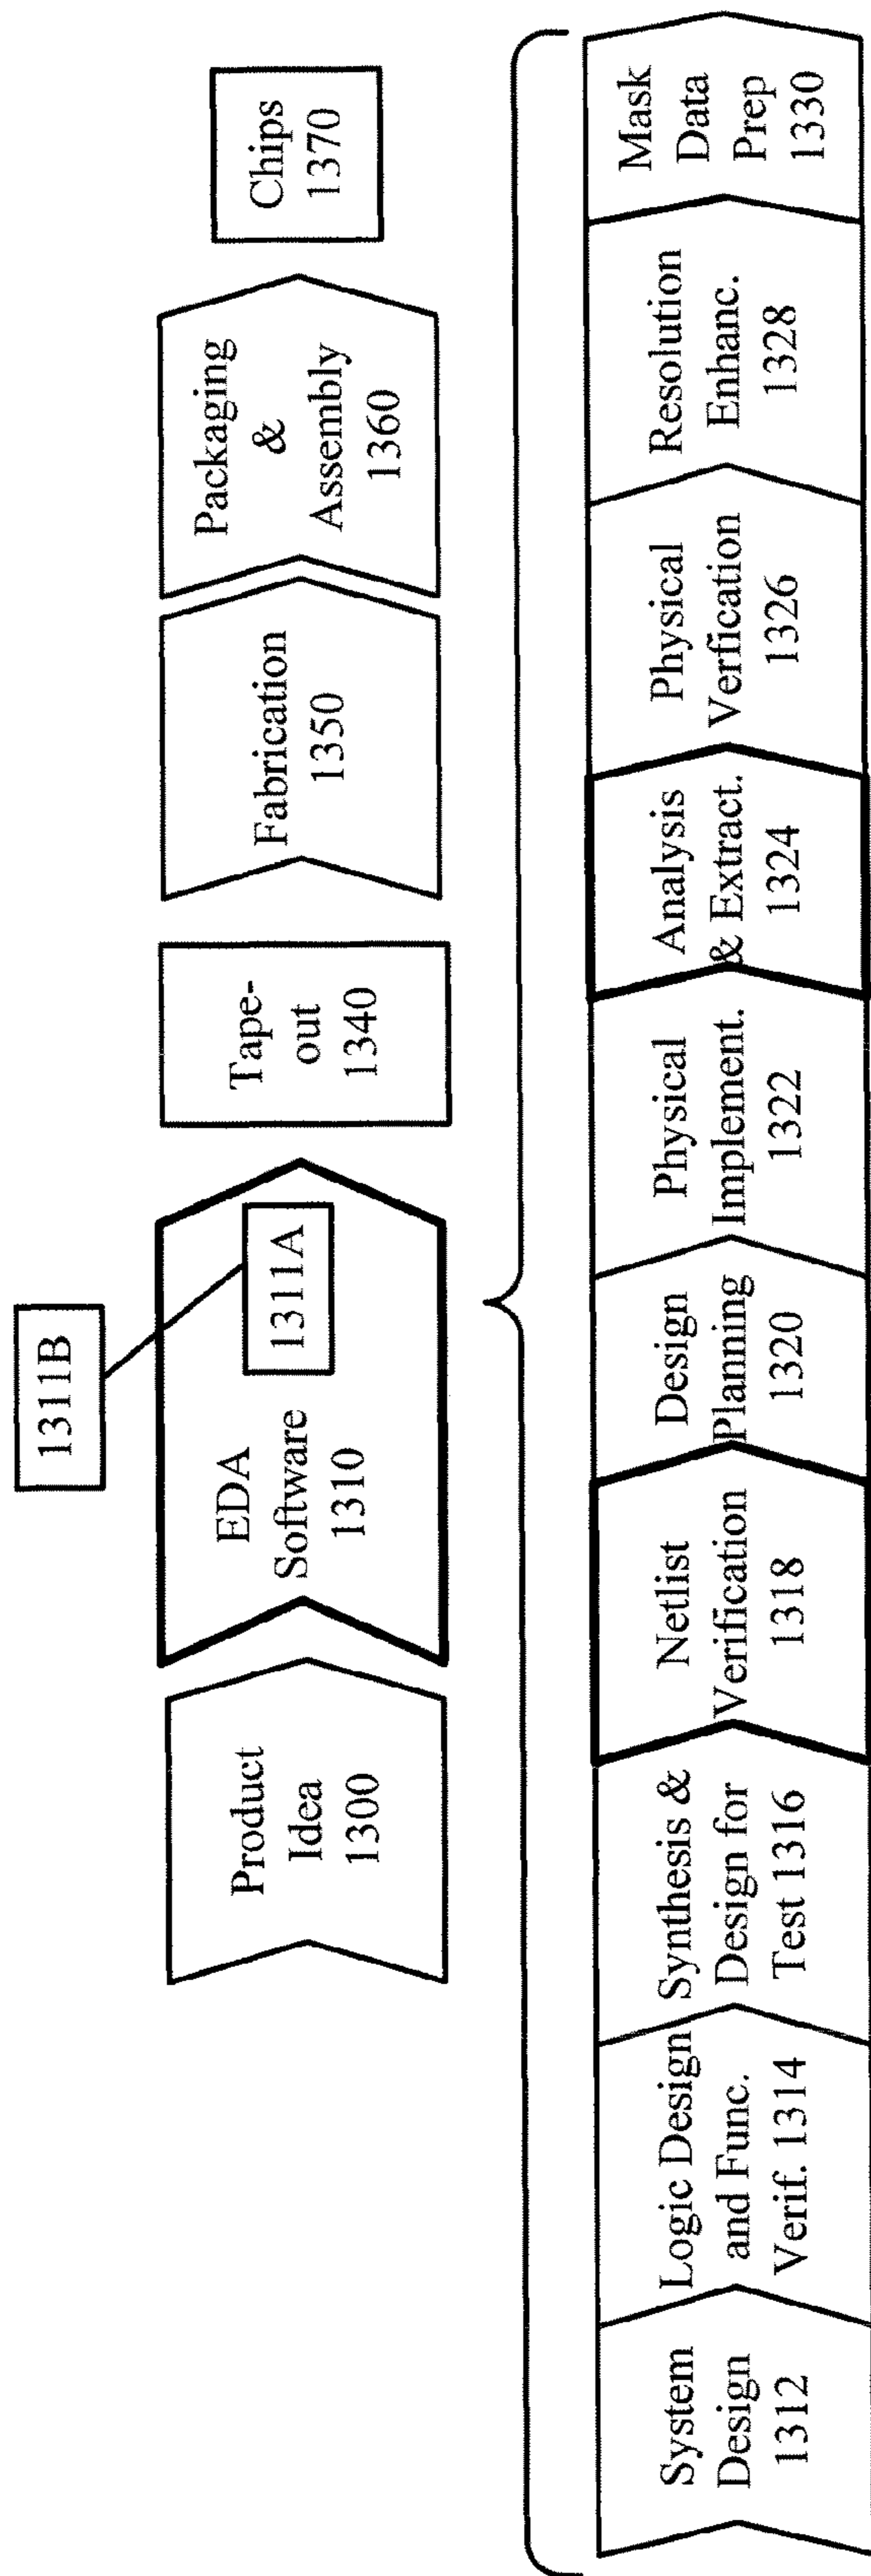 1311B
Product
Idea
1300
EDA
Software
1310
1311A
Tape-
out
1340
Fabrication
1350
Packaging
&
Assembly
1360
Chips
1370
System
Design
1312
Logic Design
and Func.
Verif. 1314
Synthesis &
Design for
Test 1316
Netlist
Verification
1318
Design
Planning
1320
Physical
Implement.
1322
Analysis
& Extract.
1324
Physical
Verfication
1326
Resolution
Enhanc.
1328
Mask
Data
Prep
1330